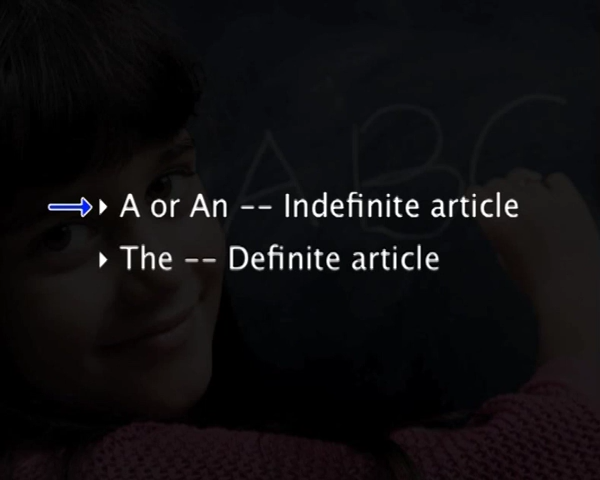 ABC
A or An -- Indefinite article
The -- Definite article